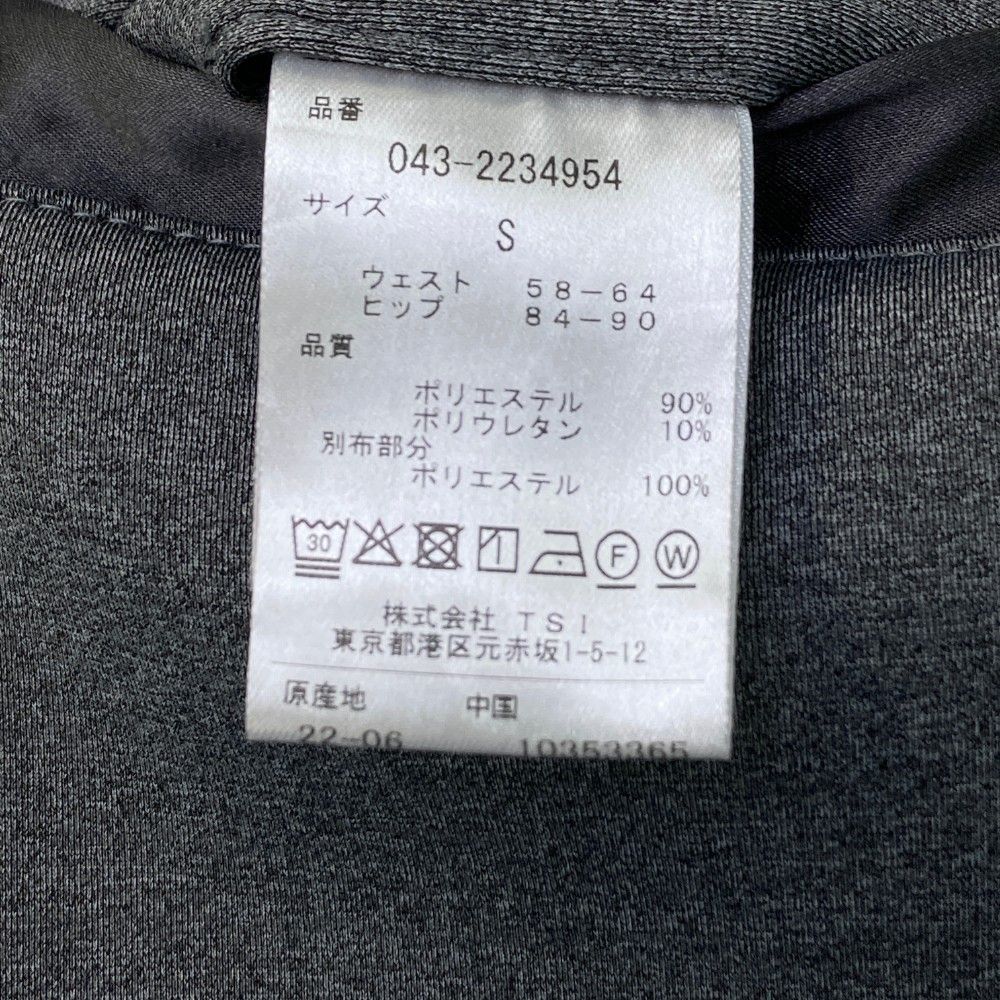 品番
043-2234954
サイズ
S
ウェスト 58-64
ヒップ 84-90
品質
ポリエステル 90%
ポリウレタン 10%
別布部分
ポリエステル 100%
30 F W
株式会社 TSI
東京都港区元赤坂1-5-12
原産地 中国
22-06 10353365